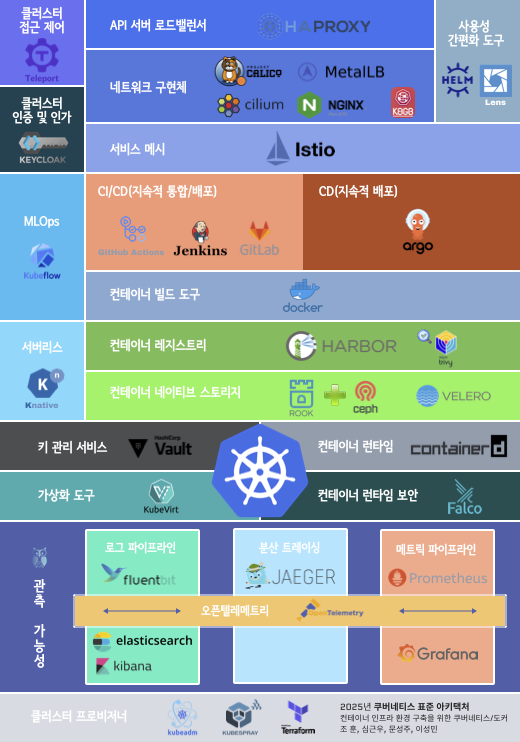 클러스터
접근 제어
Teleport
API 서버 로드밸런서
HAPROXY
사용성
간편화 도구
HELM
Lens
네트워크 구현체
PROJECT
CALICO
MetalLB
cilium
NGINX
K8GB
클러스터
인증 및 인가
KEYCLOAK
서비스 메시
Istio
MLOps
Kubeflow
CI/CD(지속적 통합/배포)
GitHub Actions
Jenkins
GitLab
CD(지속적 배포)
argo
컨테이너 빌드 도구
docker
서버리스
Kn
Knative
컨테이너 레지스트리
HARBOR
aqua
trivy
컨테이너 네이티브 스토리지
ROOK
ceph
VELERO
키 관리 서비스
HashiCorp
Vault
컨테이너 런타임
containerd
가상화 도구
KubeVirt
컨테이너 런타임 보안
Falco
관측 가능성
로그 파이프라인
fluentbit
분산 트레이싱
JAEGER
메트릭 파이프라인
Prometheus
오픈텔레메트리
OpenTelemetry
elasticsearch
kibana
Grafana
클러스터 프로비저너
kubeadm
KUBESPRAY
Terraform
2025년 쿠버네티스 표준 아키텍처
컨테이너 인프라 환경 구축을 위한 쿠버네티스/도커
조 훈, 심근우, 문성주, 이성민